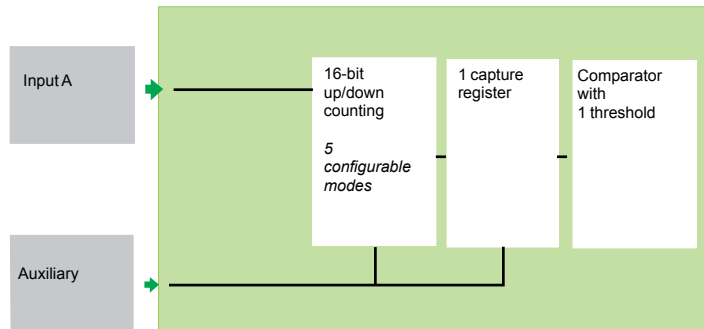 Input A
16-bit
up/down
counting
5
configurable
modes
1 capture
register
Comparator
with
1 threshold
Auxiliary